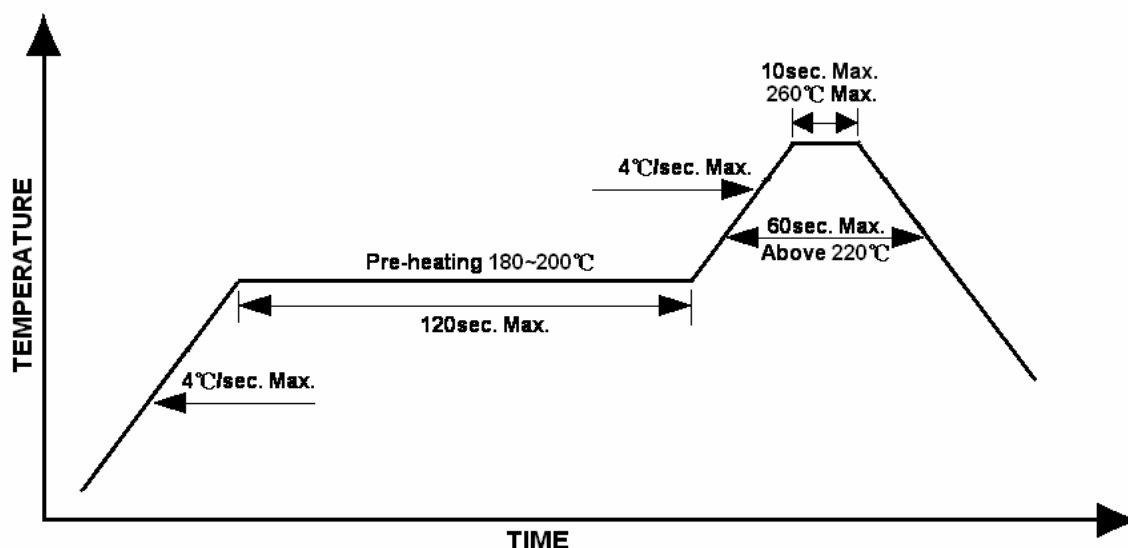 10sec. Max.
260℃ Max.
4℃/sec. Max.
60sec. Max.
Above 220℃
Pre-heating 180~200℃
120sec. Max.
4℃/sec. Max.
TEMPERATURE
TIME